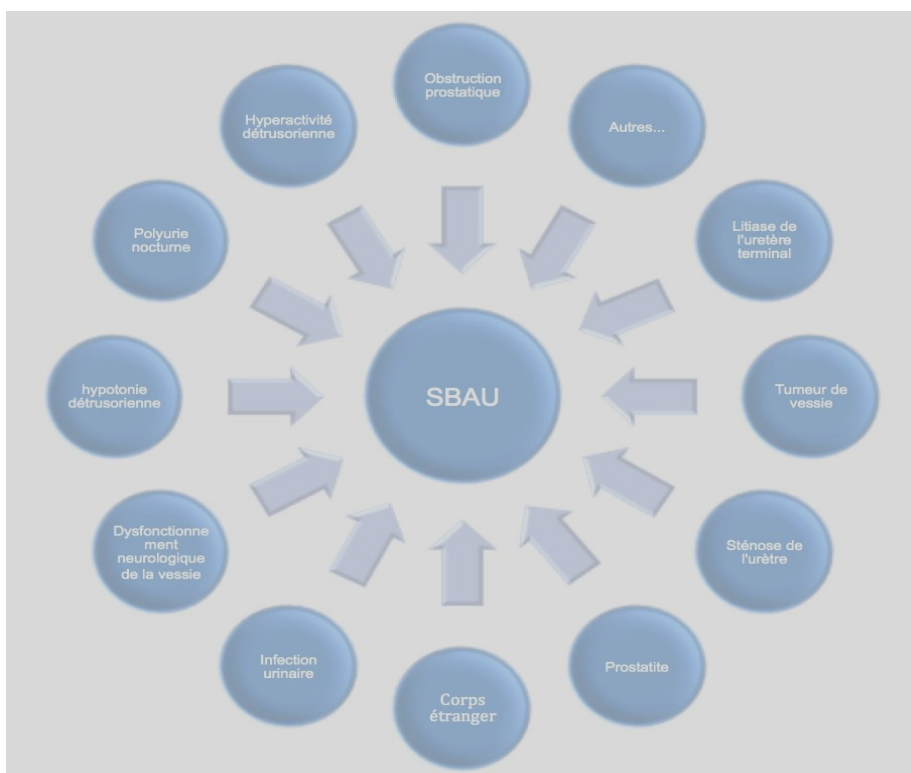 Obstruction
prostatique
Autres...
Litiase de
l'uretère
terminal
Tumeur de
vessie
Sténose de
l'urètre
Prostatite
Corps
étranger
Infection
urinaire
Dysfonctionne
ment
neurologique
de la vessie
hypotonie
détrusorienne
Polyurie
nocturne
Hyperactivité
détrusorienne
SBAU